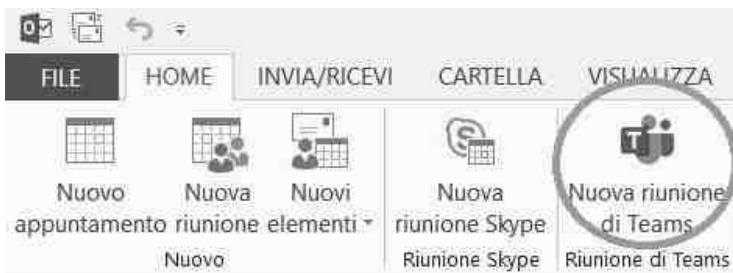 FILE HOME INVIA/RICEVI CARTELLA VISUALIZZA
Nuovo Nuova Nuovi Nuova Nuova riunione
appuntamento riunione elementi riunione Skype di Teams
Nuovo Riunione Skype Riunione di Teams